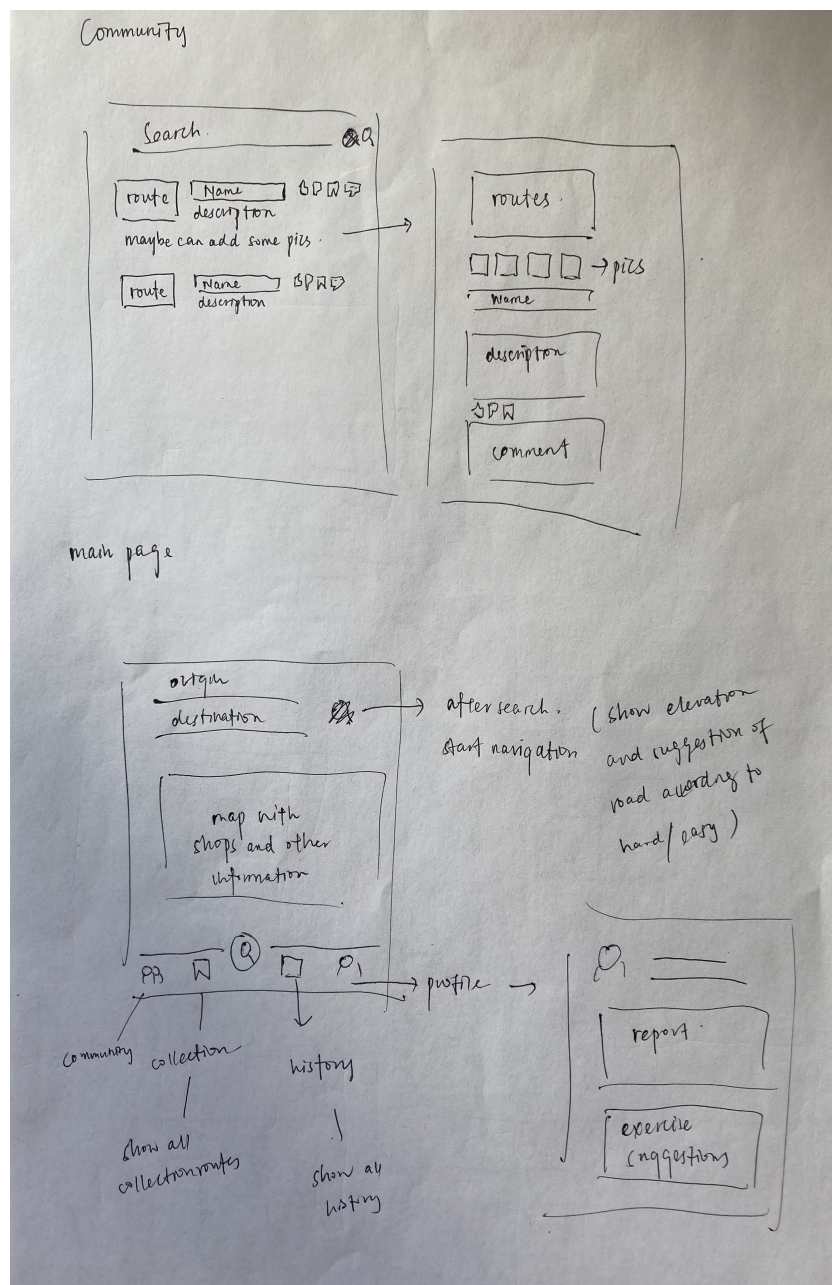 Community
Search.
route
Name
description
maybe can add some pics.
route
Name
description
routes.
pics
Name
description
comment
main page
origin
destination
after search.
start navigation
(show elevation
and suggestion of
road according to
hard/easy)
map with
shops and other
information
profile
community
collection
history
show all
collection routes
show all
history
report.
exercise
suggestions